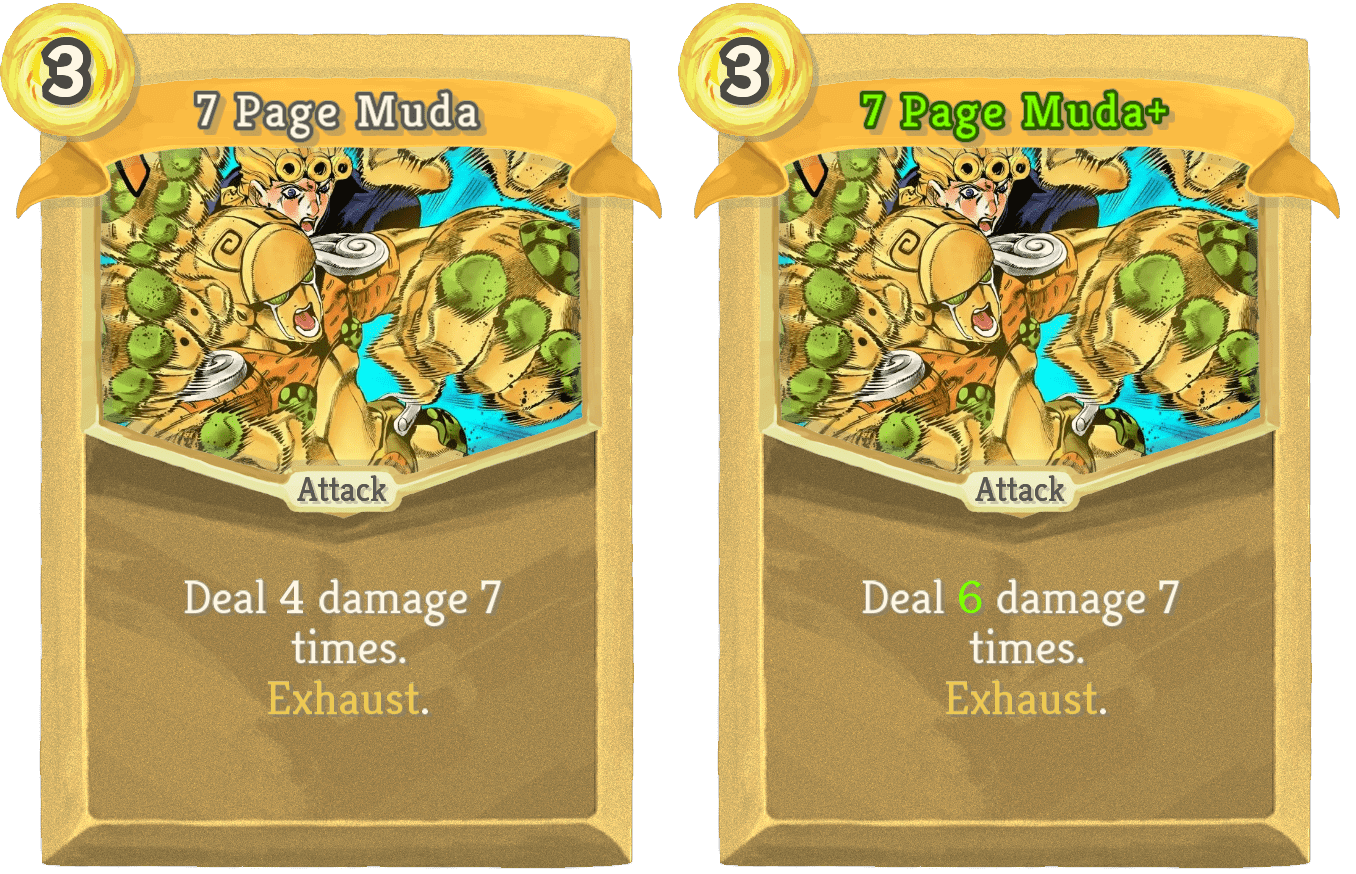 3
7 Page Muda
Attack
Deal 4 damage 7
times.
Exhaust.
3
7 Page Muda+
Attack
Deal 6 damage 7
times.
Exhaust.